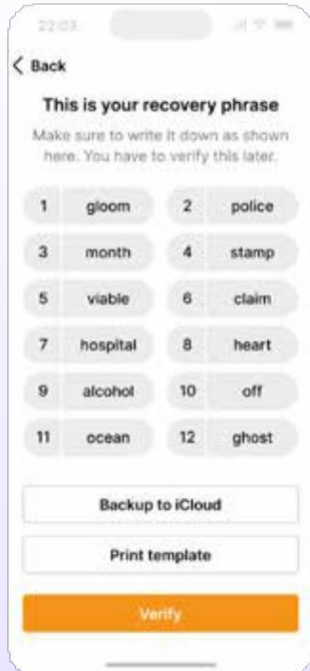 22:03
Back
This is your recovery phrase
Make sure to write it down as shown
here. You have to verify this later.
1 gloom 2 police
3 month 4 stamp
5 viable 6 claim
7 hospital 8 heart
9 alcohol 10 off
11 ocean 12 ghost
Backup to iCloud
Print template
Verify